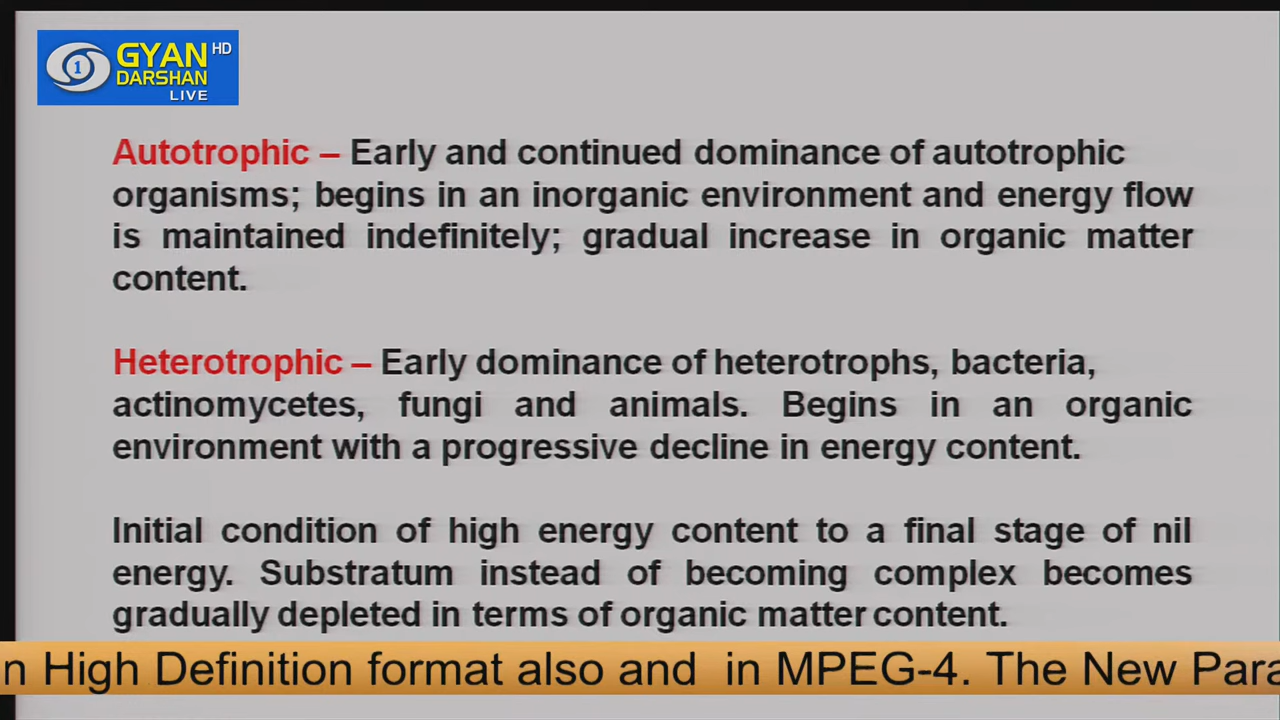 GYAN HD
DARSHAN
1
LIVE
Autotrophic – Early and continued dominance of autotrophic
organisms; begins in an inorganic environment and energy flow
is maintained indefinitely; gradual increase in organic matter
content.
Heterotrophic – Early dominance of heterotrophs, bacteria,
actinomycetes, fungi and animals. Begins in an organic
environment with a progressive decline in energy content.
Initial condition of high energy content to a final stage of nil
energy. Substratum instead of becoming complex becomes
gradually depleted in terms of organic matter content.
n High Definition format also and in MPEG-4. The New Para